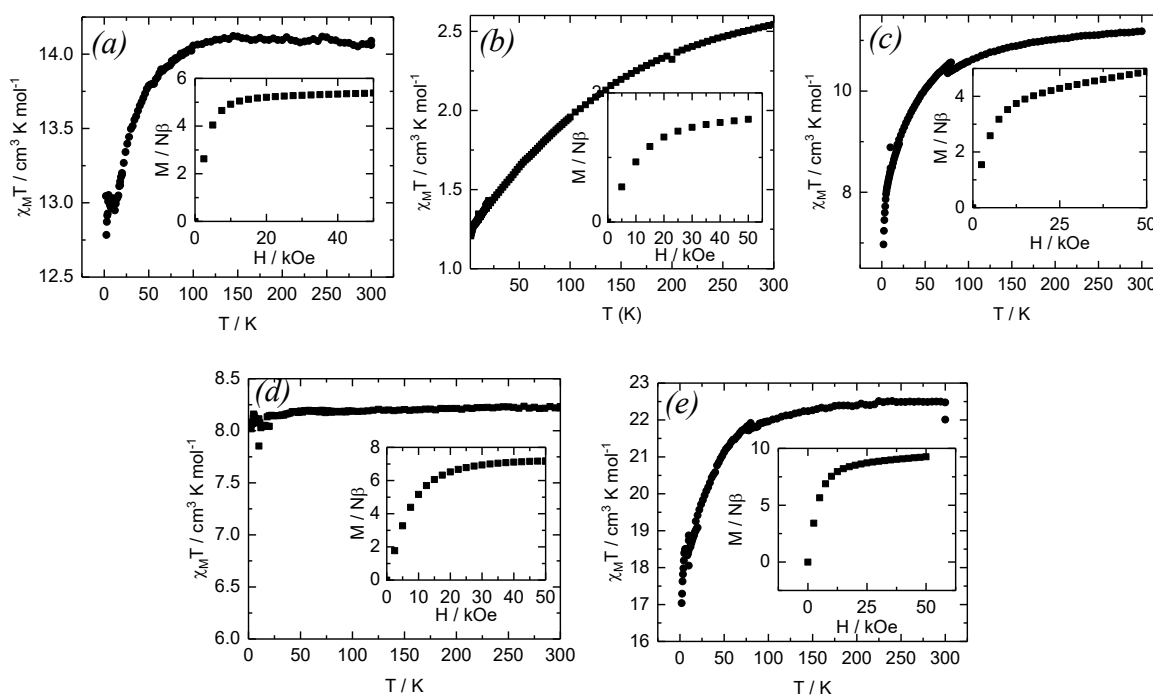 (a)
14.0
13.5
13.0
12.5
χMT / cm³ K mol⁻¹
0 50 100 150 200 250 300
T / K
6
4
2
0
M / Nβ
0 20 40
H / kOe
(b)
2.5
2.0
1.5
1.0
χMT / cm³ K mol⁻¹
50 100 150 200 250 300
T (K)
2
0
M / Nβ
0 10 20 30 40 50
H / kOe
(c)
10
8
χMT / cm³ K mol⁻¹
0 50 100 150 200 250 300
T / K
4
2
0
M / Nβ
0 25 50
H / kOe
(d)
8.5
8.0
7.5
7.0
6.5
6.0
χMT / cm³ K mol⁻¹
0 50 100 150 200 250 300
T / K
8
6
4
2
0
M / Nβ
0 10 20 30 40 50
H / kOe
(e)
23
22
21
20
19
18
17
16
χMT / cm³ K mol⁻¹
0 50 100 150 200 250 300
T / K
10
5
0
M / Nβ
0 25 50
H / kOe